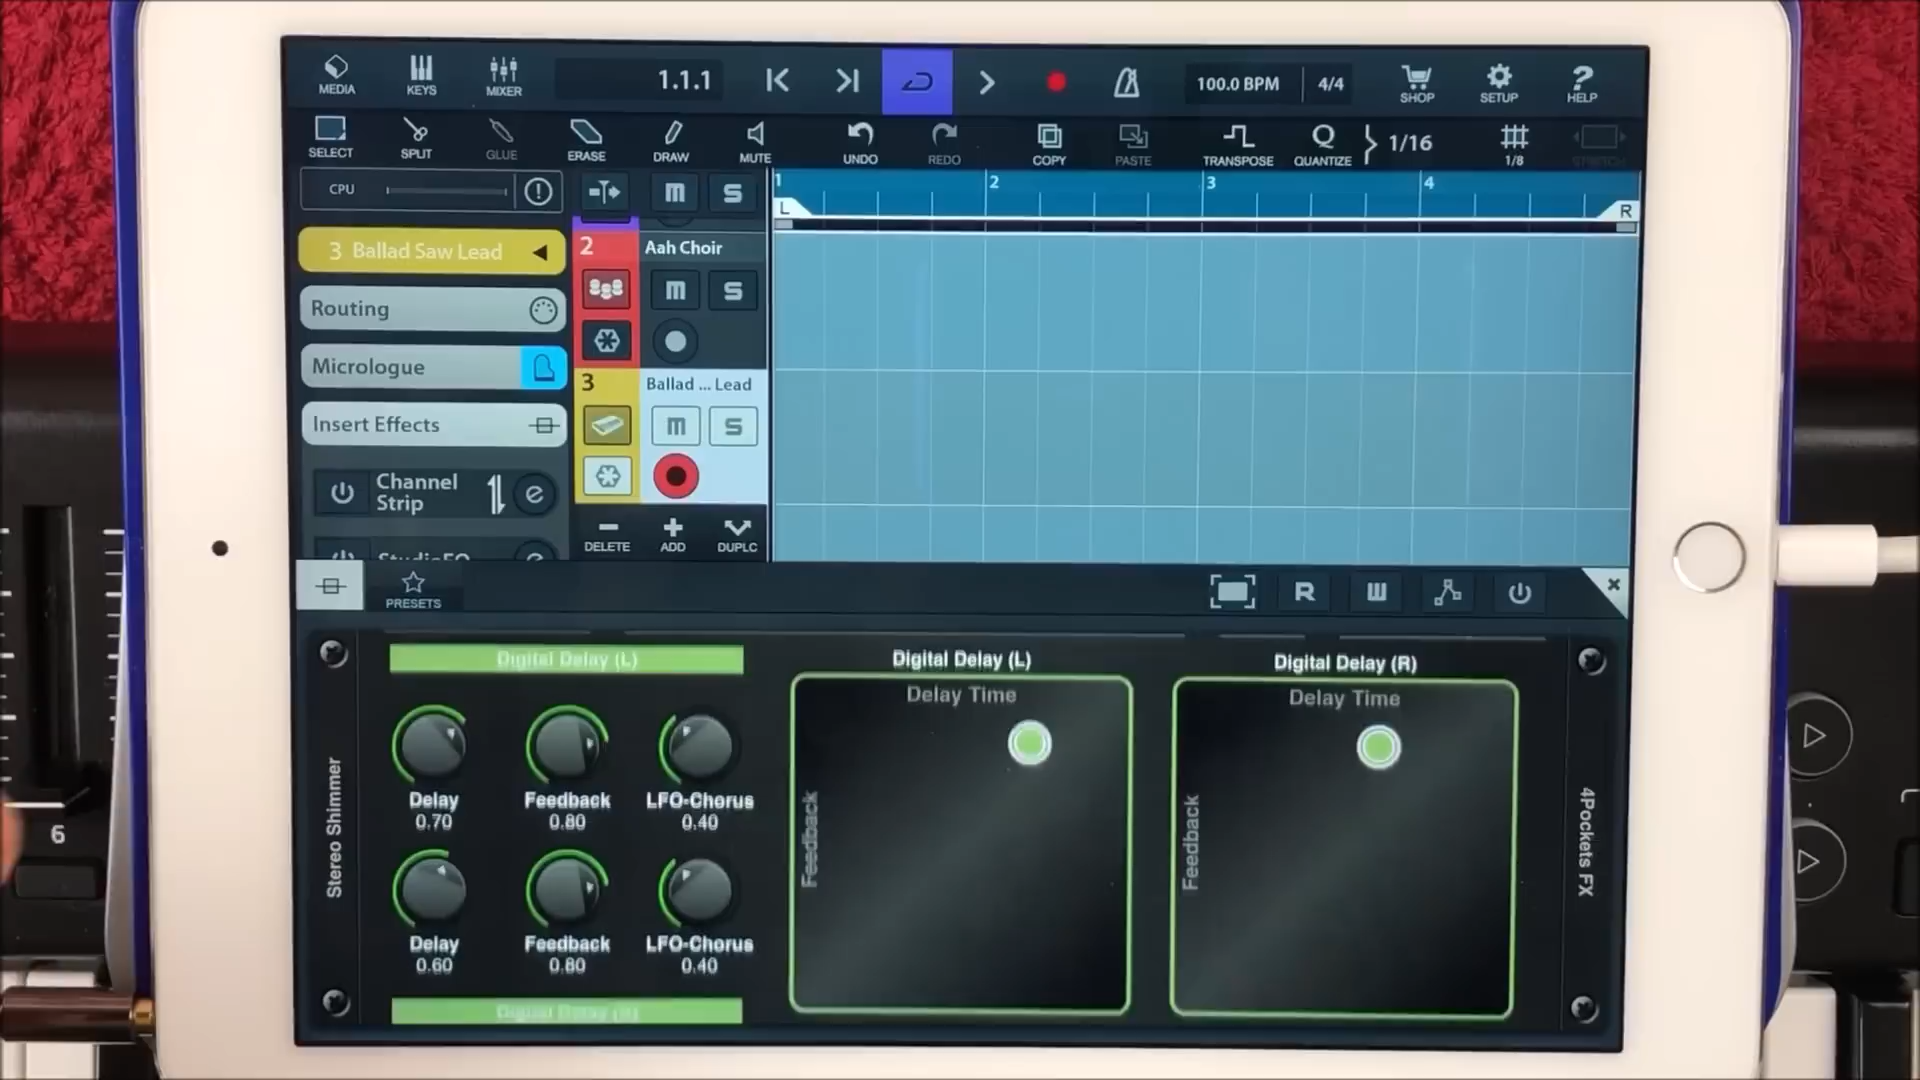 MEDIA
KEYS
MIXER
1.1.1
100.0 BPM
4/4
SHOP
SETUP
HELP
SELECT
SPLIT
GLUE
ERASE
DRAW
MUTE
UNDO
REDO
COPY
PASTE
TRANSPOSE
Q
QUANTIZE
1/16
1/8
STRETCH
CPU
m
S
1
2
3
4
L
R
3 Ballad Saw Lead
Routing
Micrologue
Insert Effects
Channel
Strip
e
StudioEQ
e
2
Aah Choir
m
S
3
Ballad ... Lead
m
S
DELETE
ADD
DUPLC
PRESETS
R
W
Digital Delay (L)
Delay
0.70
Feedback
0.80
LFO-Chorus
0.40
Delay
0.60
Feedback
0.80
LFO-Chorus
0.40
Digital Delay (R)
Stereo Shimmer
Digital Delay (L)
Delay Time
Feedback
Digital Delay (R)
Delay Time
Feedback
4Pockets FX
6